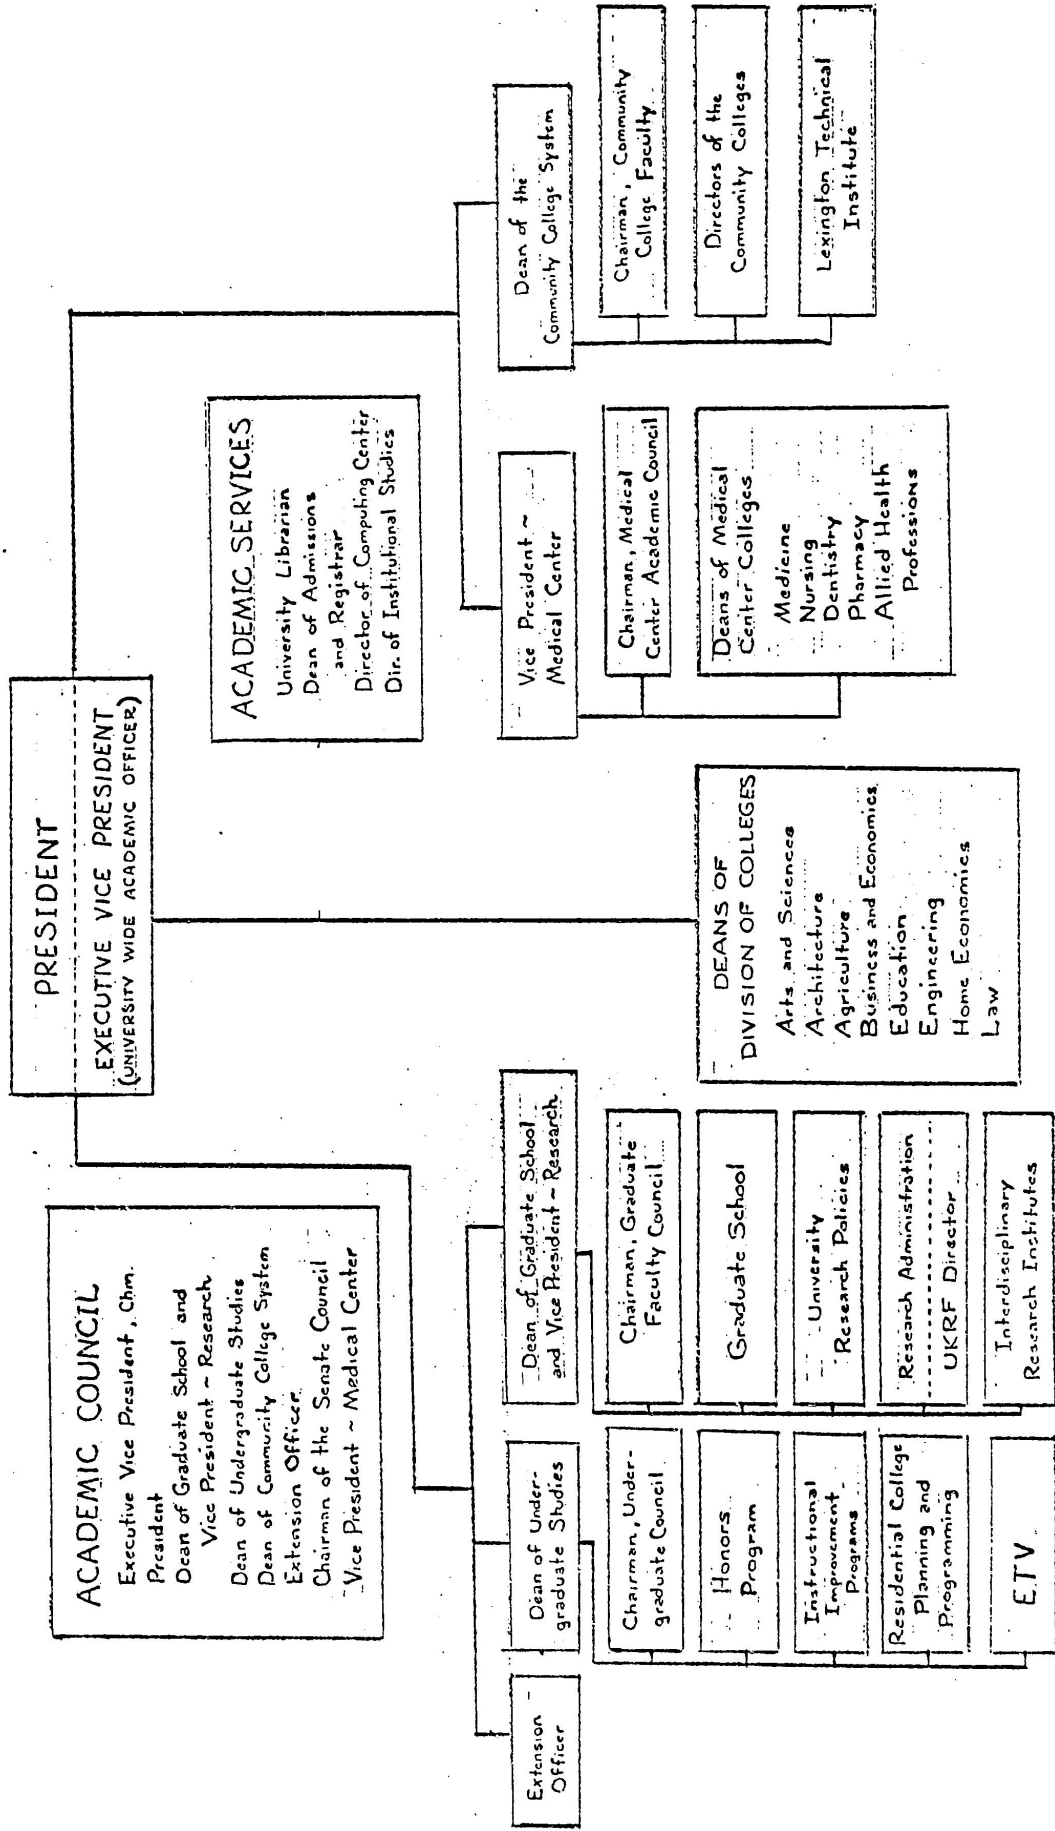 PRESIDENT
EXECUTIVE VICE PRESIDENT
(UNIVERSITY WIDE ACADEMIC OFFICER)
ACADEMIC COUNCIL
Executive Vice President, Chm.
President
Dean of Graduate School and
Vice President ~ Research
Dean of Undergraduate Studies
Dean of Community College System
Extension Officer
Chairman of the Senate Council
Vice President ~ Medical Center
ACADEMIC SERVICES
University Librarian
Dean of Admissions
and Registrar
Director of Computing Center
Dir. of Institutional Studies
Extension
Officer
Dean of Under-
graduate Studies
Chairman, Under-
graduate Council
Honors
Program
Instructional
Improvement
Programs
Residential College
Planning and
Programming
ETV
Dean of Graduate School
and Vice President ~ Research
Chairman, Graduate
Faculty Council
Graduate School
University
Research Policies
Research Administration
UKRF Director
Interdisciplinary
Research Institutes
DEANS OF
DIVISION OF COLLEGES
Arts and Sciences
Architecture
Agriculture
Business and Economics
Education
Engineering
Home Economics
Law
Vice President ~
Medical Center
Chairman, Medical
Center Academic Council
Deans of Medical
Center Colleges
Medicine
Nursing
Dentistry
Pharmacy
Allied Health
Professions
Dean of the
Community College System
Chairman, Community
College Faculty
Directors of the
Community Colleges
Lexington Technical
Institute